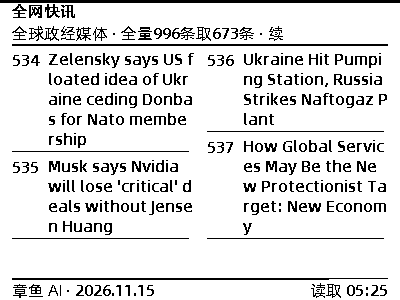 全网快讯
全球政经媒体 · 全量996条取673条 · 续
534 Zelensky says US f
loated idea of Ukr
aine ceding Donba
s for Nato membe
rship
535 Musk says Nvidia
will lose 'critical' d
eals without Jense
n Huang
536 Ukraine Hit Pumpi
ng Station, Russia
Strikes Naftogaz P
lant
537 How Global Servic
es May Be the Ne
w Protectionist Ta
rget: New Econom
y
章鱼 AI · 2026.11.15
读取 05:25